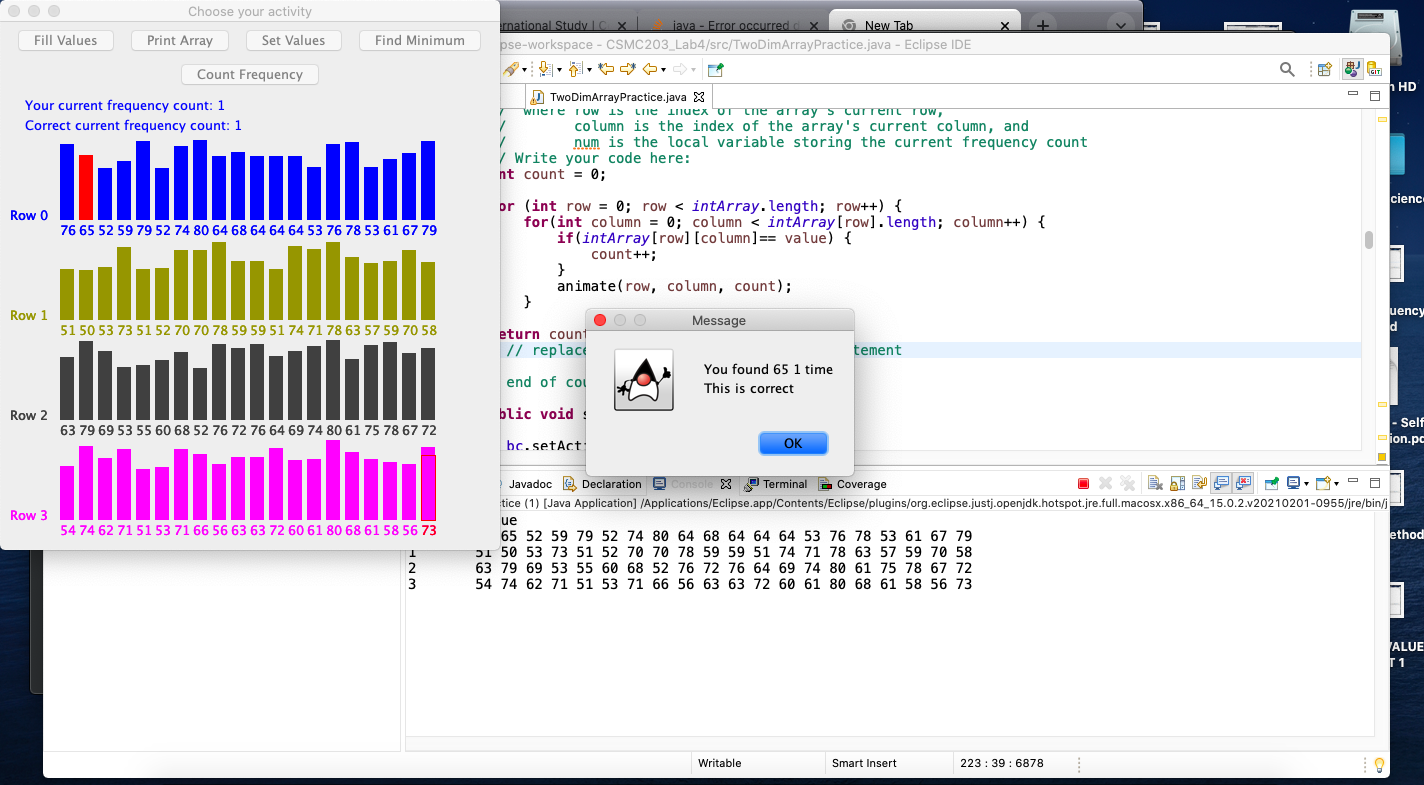 Choose your activity
Fill Values
Print Array
Set Values
Find Minimum
Count Frequency
Your current frequency count: 1
Correct current frequency count: 1
Row 0
76 65 52 59 79 52 74 80 64 68 64 64 64 53 76 78 53 61 67 79
Row 1
51 50 53 73 51 52 70 70 78 59 59 51 74 71 78 63 57 59 70 58
Row 2
63 79 69 53 55 60 68 52 76 72 76 64 69 74 80 61 75 78 67 72
Row 3
54 74 62 71 51 53 71 66 56 63 63 72 60 61 80 68 61 58 56 73
ernational Study | C
java - Error occurred
New Tab
pse-workspace - CSMC203_Lab4/src/TwoDimArrayPractice.java - Eclipse IDE
TwoDimArrayPractice.java
/ where row is the index of the array's current row,
/ column is the index of the array's current column, and
/ num is the local variable storing the current frequency count
/ Write your code here:
nt count = 0;
or (int row = 0; row < intArray.length; row++) {
for(int column = 0; column < intArray[row].length; column++) {
if(intArray[row][column]== value) {
count++;
}
animate(row, column, count);
}
eturn count
// replace
tement
end of cou
blic void s
bc.setActi
Message
You found 65 1 time
This is correct
OK
Javadoc
Declaration
Console
Terminal
Coverage
ctice (1) [Java Application] /Applications/Eclipse.app/Contents/Eclipse/plugins/org.eclipse.justj.openjdk.hotspot.jre.full.macosx.x86_64_15.0.2.v20210201-0955/jre/bin/j
ue
65 52 59 79 52 74 80 64 68 64 64 64 53 76 78 53 61 67 79
1 51 50 53 73 51 52 70 70 78 59 59 51 74 71 78 63 57 59 70 58
2 63 79 69 53 55 60 68 52 76 72 76 64 69 74 80 61 75 78 67 72
3 54 74 62 71 51 53 71 66 56 63 63 72 60 61 80 68 61 58 56 73
Writable
Smart Insert
223 : 39 : 6878
n HD
cience
uency
d
- Self
ion.pc
ethod
VALUE
T 1